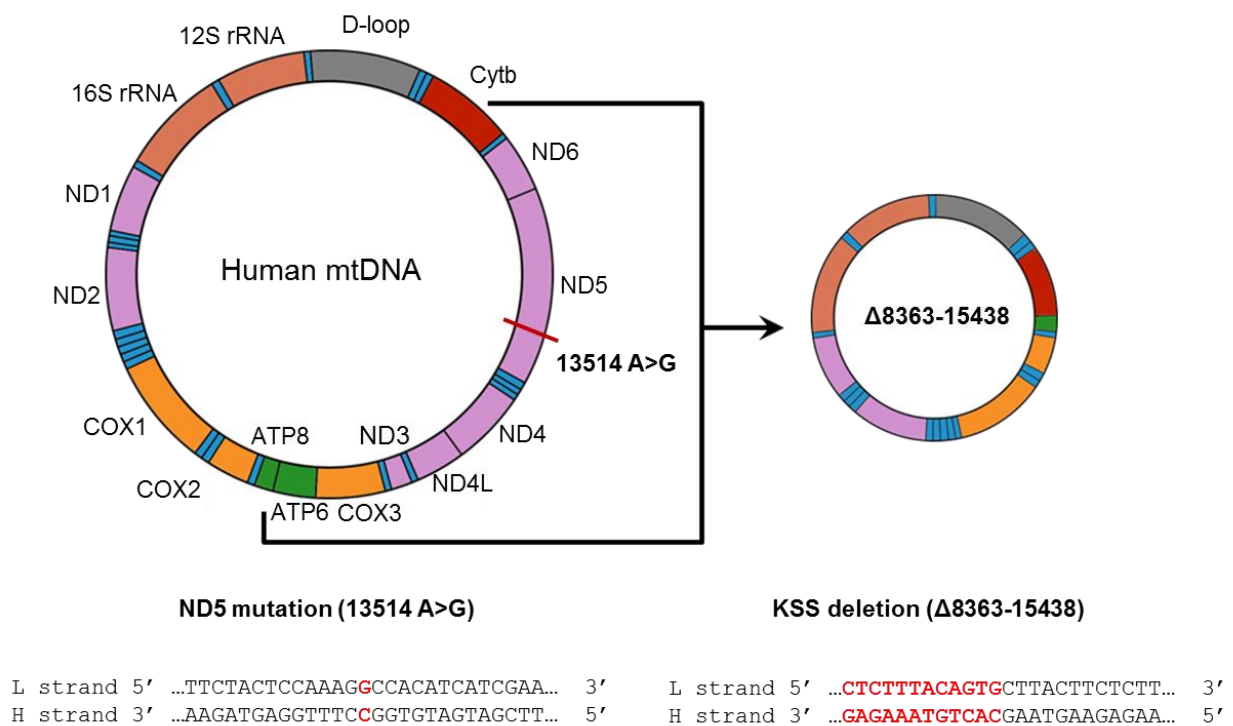 D-loop
12S rRNA
Cytb
16S rRNA
ND6
ND1
Human mtDNA
ND5
ND2
Δ8363-15438
13514 A>G
COX1
ATP8
ND3
ND4
COX2
ND4L
ATP6
COX3
ND5 mutation (13514 A>G)
L strand 5′ …TTCTACTCCAAAGGCCACATCATCGAA… 3′
H strand 3′ …AAGATGAGGTTTCCGGTGTAGTAGCTT… 5′
KSS deletion (Δ8363-15438)
L strand 5′ …CTCTTTACAGTGCTTACTTCTCTT… 3′
H strand 3′ …GAGAAATGTCACGAATGAAGAGAA… 5′